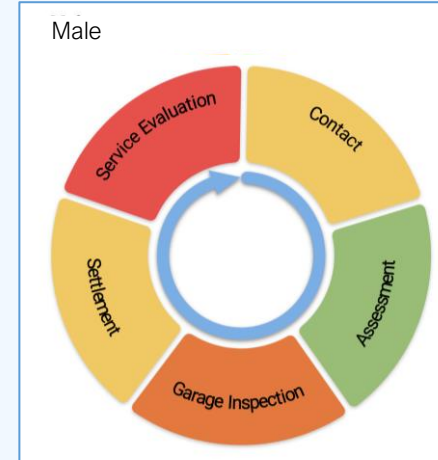 Male
Contact
Assessment
Garage Inspection
Settlement
Service Evaluation